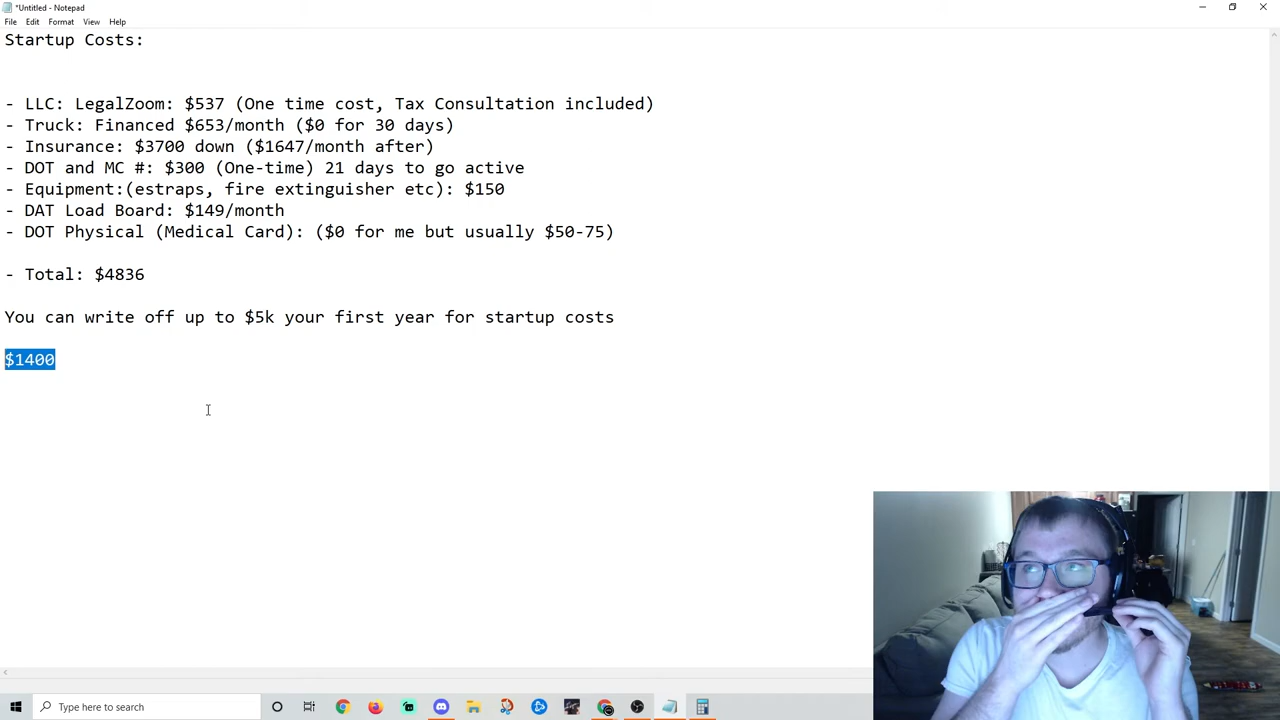 *Untitled - Notepad
File Edit Format View Help
Startup Costs:
- LLC: LegalZoom: $537 (One time cost, Tax Consultation included)
- Truck: Financed $653/month ($0 for 30 days)
- Insurance: $3700 down ($1647/month after)
- DOT and MC #: $300 (One-time) 21 days to go active
- Equipment:(estraps, fire extinguisher etc): $150
- DAT Load Board: $149/month
- DOT Physical (Medical Card): ($0 for me but usually $50-75)
- Total: $4836
You can write off up to $5k your first year for startup costs
$1400
Type here to search